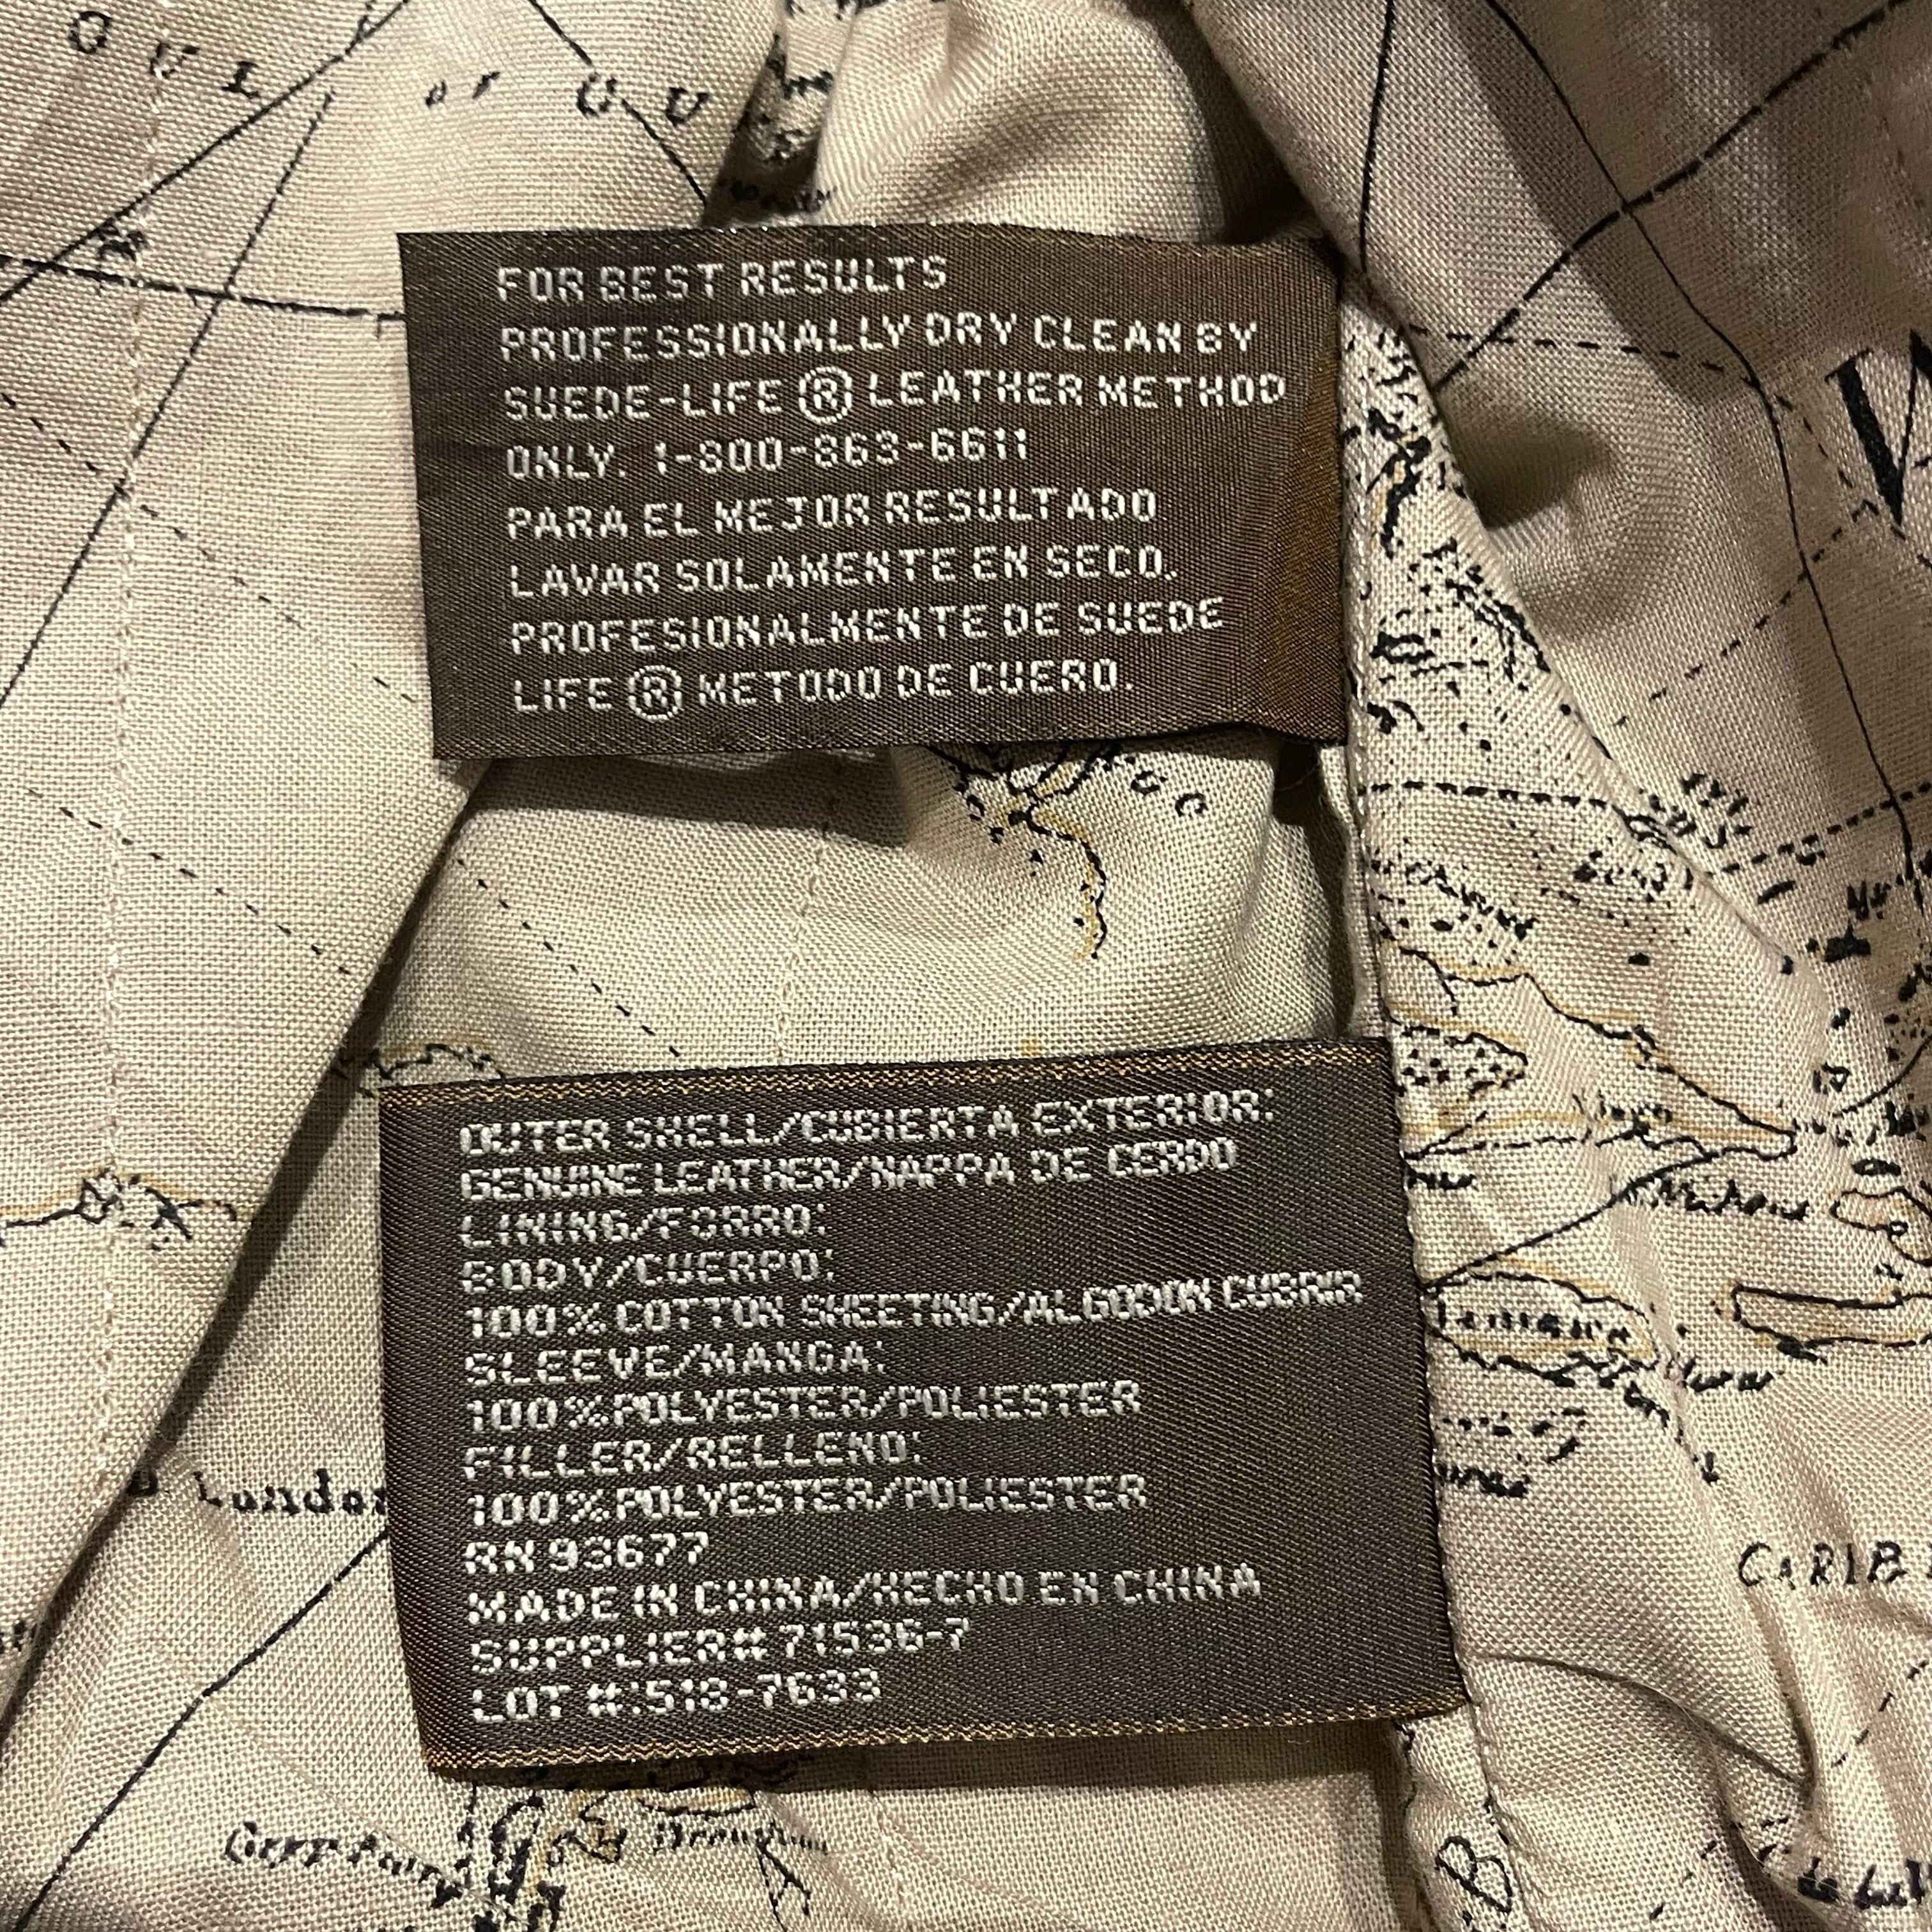 FOR BEST RESULTS
PROFESSIONALLY DRY CLEAN BY
SUEDE-LIFE ® LEATHER METHOD
ONLY. 1-800-863-6611
PARA EL MEJOR RESULTADO
LAVAR SOLAMENTE EN SECO.
PROFESIONALMENTE DE SUEDE
LIFE ® METODO DE CUERO.
OUTER SHELL/CUBIERTA EXTERIOR:
GENUINE LEATHER/NAPPA DE CERDO
LINING/FORRO:
BODY/CUERPO:
100% COTTON SHEETING/ALGODON CUBRIR
SLEEVE/MANGA:
100% POLYESTER/POLIESTER
FILLER/RELLENO:
100% POLYESTER/POLIESTER
RN 93677
MADE IN CHINA/HECHO EN CHINA
SUPPLIER# 71536-7
LOT #:518-7633
CARIB